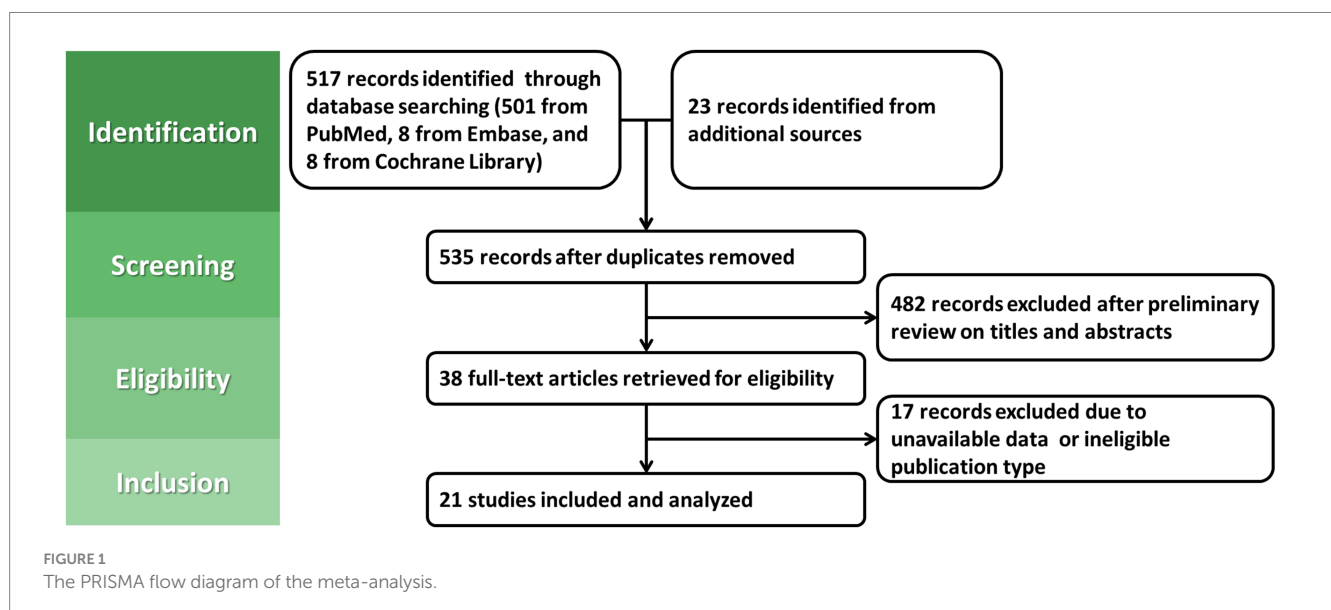 Identification
517 records identified through
database searching (501 from
PubMed, 8 from Embase, and
8 from Cochrane Library)
23 records identified from
additional sources
Screening
535 records after duplicates removed
482 records excluded after preliminary
review on titles and abstracts
Eligibility
38 full-text articles retrieved for eligibility
17 records excluded due to
unavailable data or ineligible
publication type
Inclusion
21 studies included and analyzed
FIGURE 1
The PRISMA flow diagram of the meta-analysis.